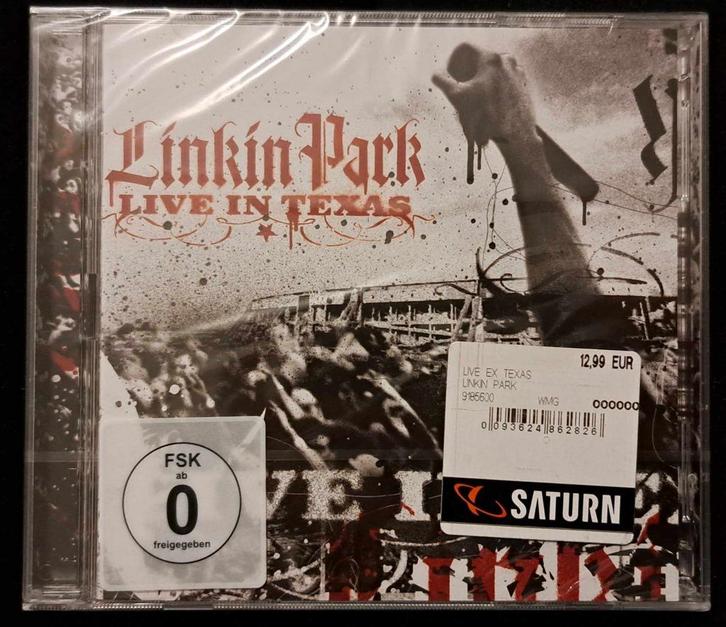 Linkin Park
LIVE IN TEXAS
12,99 EUR
LIVE EX TEXAS
LINKIN PARK
9185600 WMG 000000
0 093624 862826
SATURN
FSK
ab
0
freigegeben